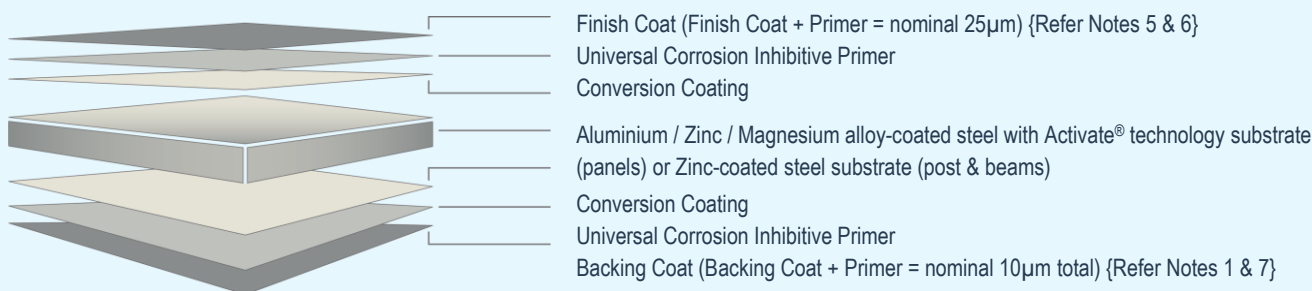 Finish Coat (Finish Coat + Primer = nominal 25µm) {Refer Notes 5 & 6}
Universal Corrosion Inhibitive Primer
Conversion Coating
Aluminium / Zinc / Magnesium alloy-coated steel with Activate® technology substrate
(panels) or Zinc-coated steel substrate (post & beams)
Conversion Coating
Universal Corrosion Inhibitive Primer
Backing Coat (Backing Coat + Primer = nominal 10µm total) {Refer Notes 1 & 7}